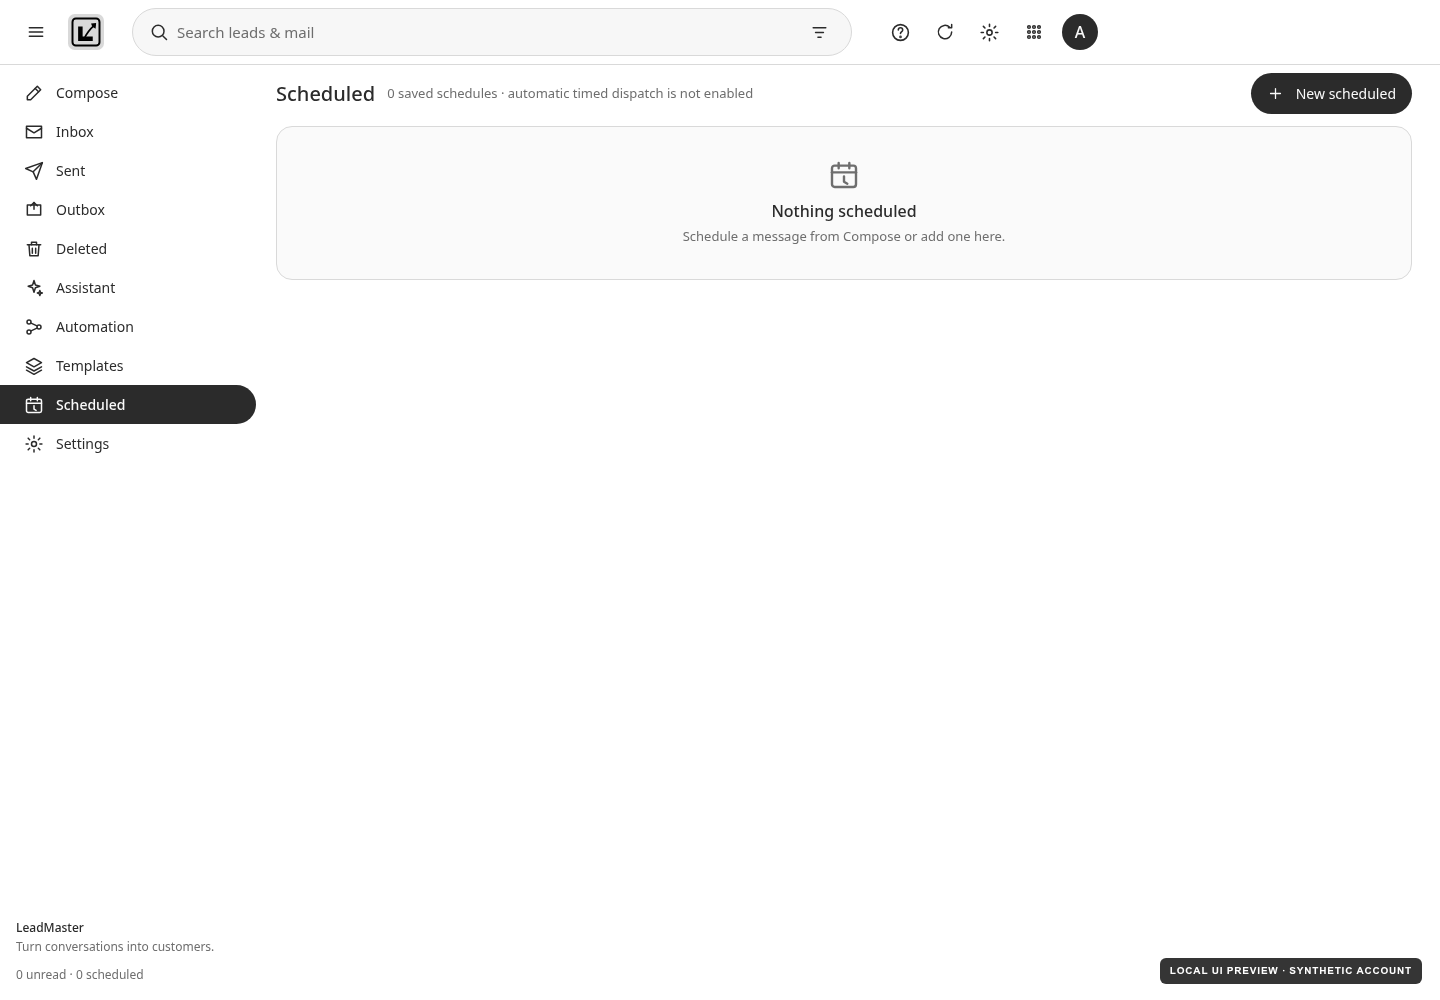 Search leads & mail
A
Compose
Inbox
Sent
Outbox
Deleted
Assistant
Automation
Templates
Scheduled
Settings
Scheduled
0 saved schedules · automatic timed dispatch is not enabled
New scheduled
Nothing scheduled
Schedule a message from Compose or add one here.
LeadMaster
Turn conversations into customers.
0 unread · 0 scheduled
LOCAL UI PREVIEW · SYNTHETIC ACCOUNT